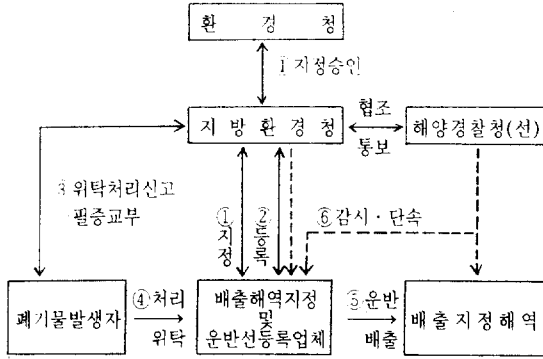 환경청
①지정승인
지방환경청
협조
통보
해양경찰청(선)
③위탁처리신고
필증교부
①지정
②등록
⑥감시·단속
폐기물발생자
④처리
위탁
배출해역지정
및
운반선등록업체
⑤운반
배출
배출지정해역